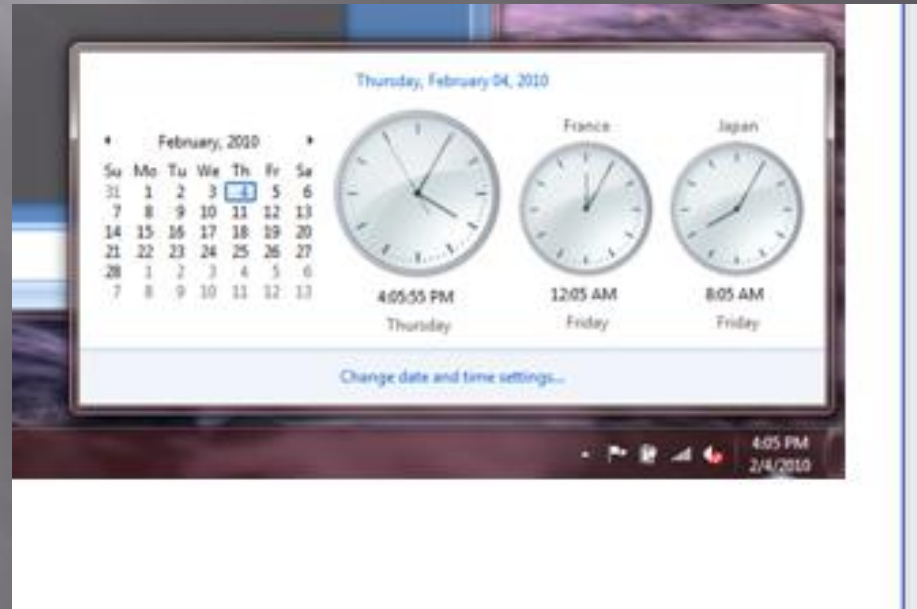 Thursday, February 04, 2010
February, 2010
Su Mo Tu We Th Fr Sa
31 1 2 3 4 5 6
7 8 9 10 11 12 13
14 15 16 17 18 19 20
21 22 23 24 25 26 27
28 1 2 3 4 5 6
7 8 9 10 11 12 13
4:05:55 PM
Thursday
France
12:05 AM
Friday
Japan
8:05 AM
Friday
Change date and time settings...
4:05 PM
2/4/2010